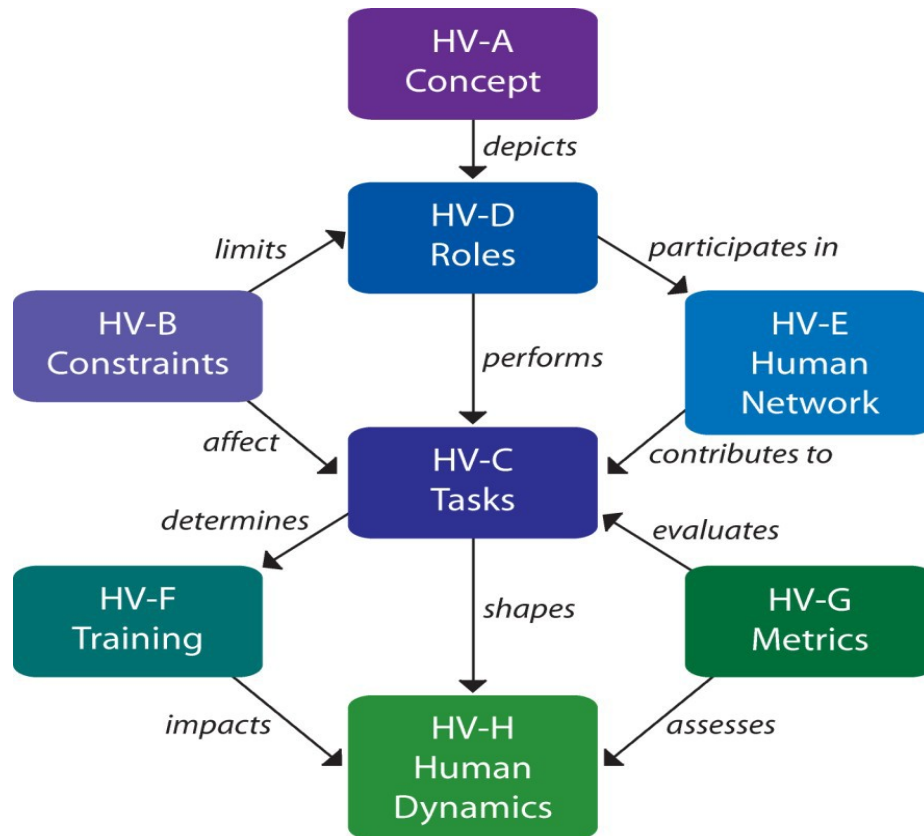 HV-A
Concept
depicts
HV-D
Roles
limits
participates in
HV-B
Constraints
HV-E
Human
Network
performs
affect
HV-C
Tasks
contributes to
determines
evaluates
HV-F
Training
shapes
HV-G
Metrics
impacts
HV-H
Human
Dynamics
assesses